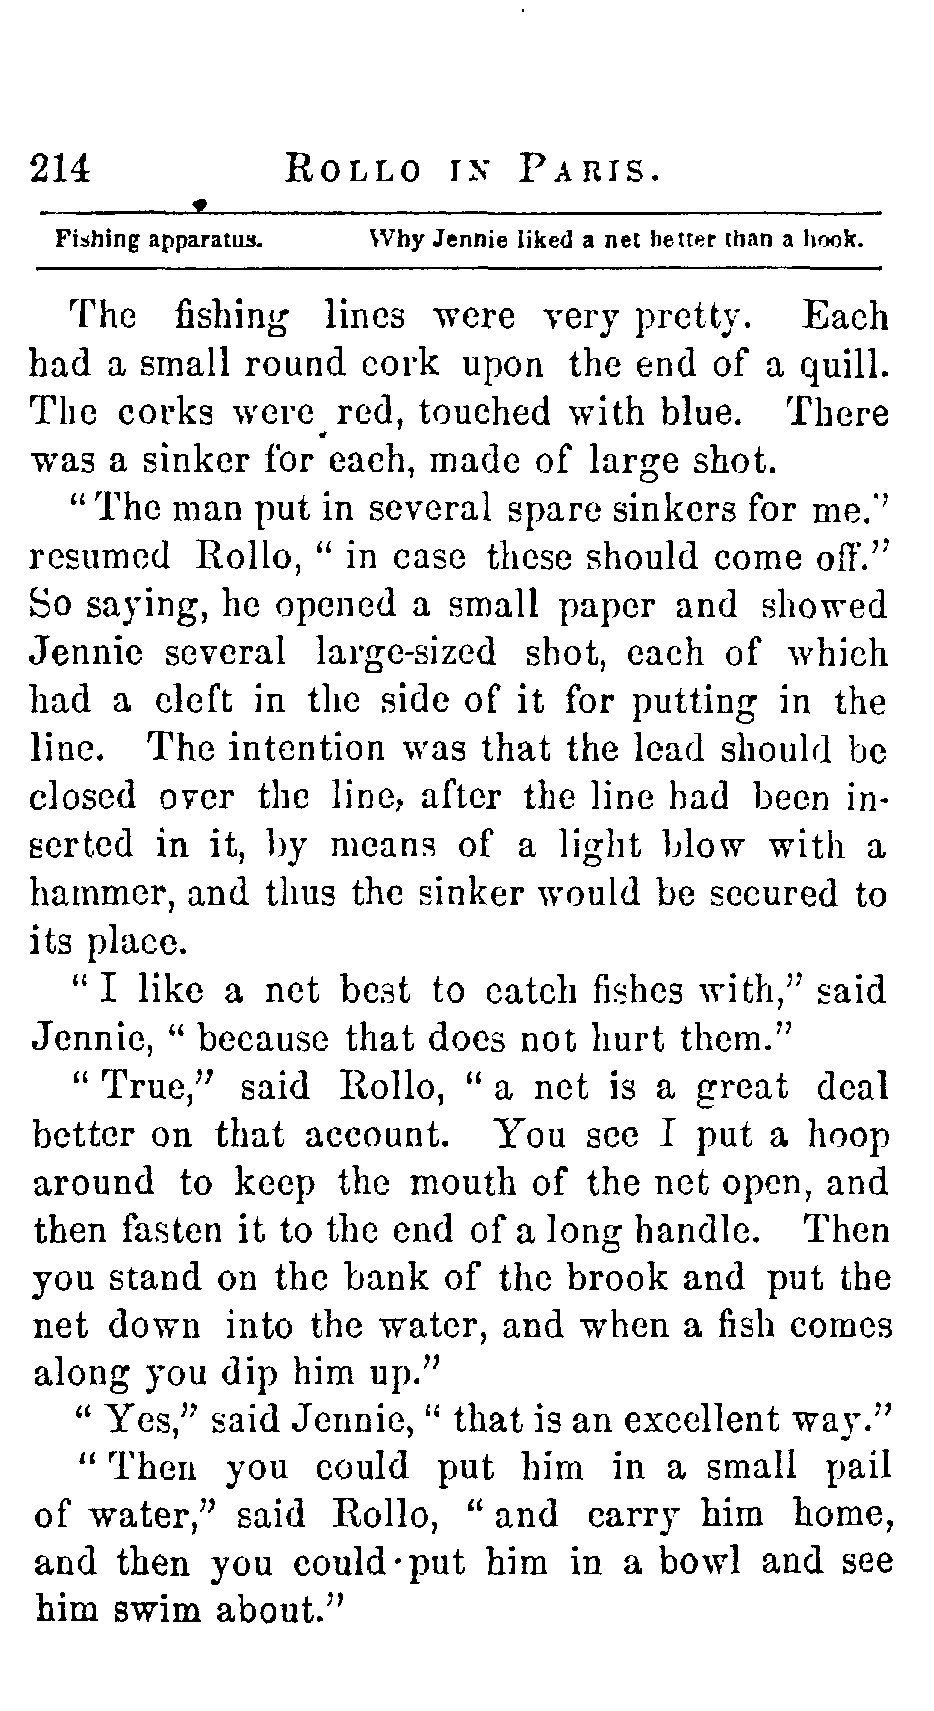 214 ROLLO IN PARIS.
Fishing apparatus. Why Jennie liked a net better than a hook.
The fishing lines were very pretty. Each
had a small round cork upon the end of a quill.
The corks were red, touched with blue. There
was a sinker for each, made of large shot.
“ The man put in several spare sinkers for me.”
resumed Rollo, “ in case these should come off.”
So saying, he opened a small paper and showed
Jennie several large-sized shot, each of which
had a cleft in the side of it for putting in the
line. The intention was that the lead should be
closed over the line, after the line had been in-
serted in it, by means of a light blow with a
hammer, and thus the sinker would be secured to
its place.
“ I like a net best to catch fishes with,” said
Jennie, “ because that does not hurt them.”
“ True,” said Rollo, “ a net is a great deal
better on that account. You see I put a hoop
around to keep the mouth of the net open, and
then fasten it to the end of a long handle. Then
you stand on the bank of the brook and put the
net down into the water, and when a fish comes
along you dip him up.”
“ Yes,” said Jennie, “ that is an excellent way.”
“ Then you could put him in a small pail
of water,” said Rollo, “ and carry him home,
and then you could put him in a bowl and see
him swim about.”